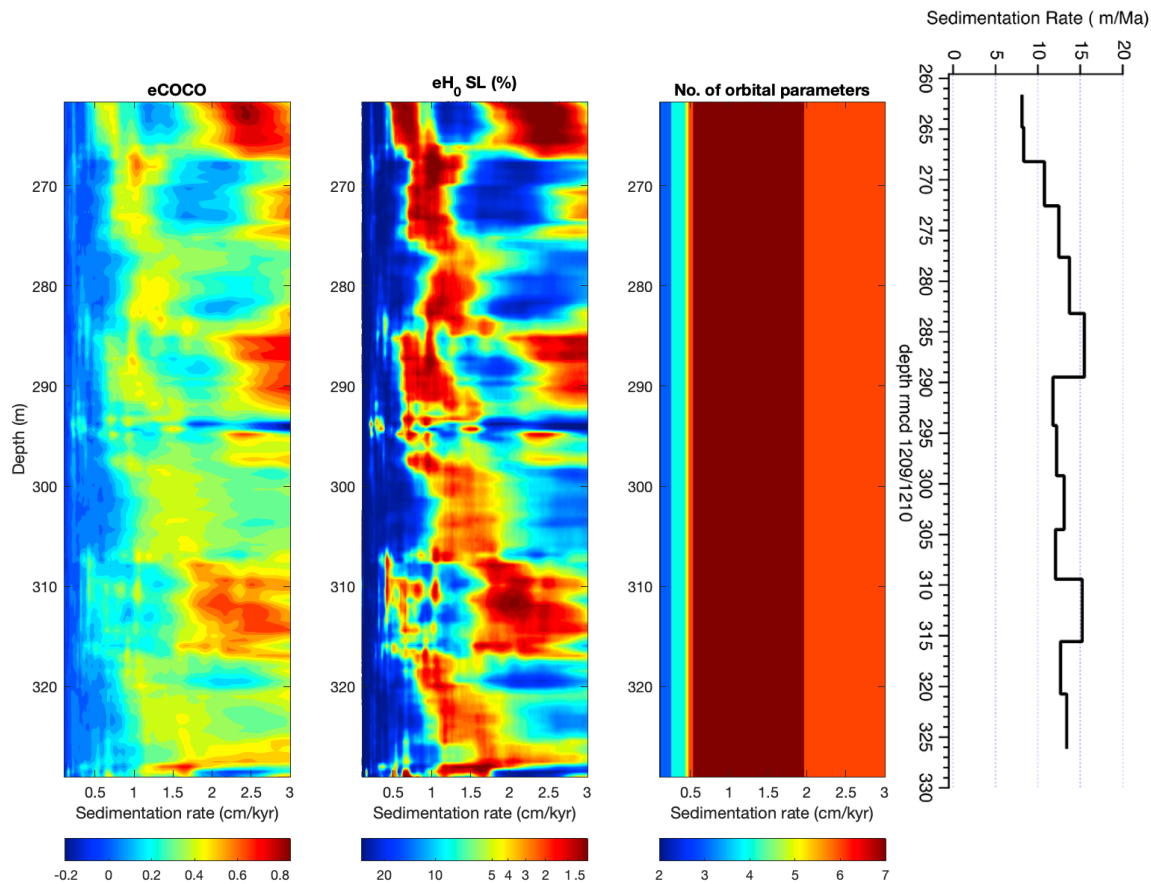 Sedimentation Rate ( m/Ma)
0 5 10 15 20
eCOCO
eH0 SL (%)
No. of orbital parameters
270
280
290
300
310
320
Depth (m)
0.5 1 1.5 2 2.5 3
Sedimentation rate (cm/kyr)
-0.2 0 0.2 0.4 0.6 0.8
270
280
290
300
310
320
0.5 1 1.5 2 2.5 3
Sedimentation rate (cm/kyr)
20 10 5 4 3 2 1.5
270
280
290
300
310
320
0.5 1 1.5 2 2.5 3
Sedimentation rate (cm/kyr)
2 3 4 5 6 7
260
265
270
275
280
285
290
295
300
305
310
315
320
325
330
depth rmcd 1209/1210